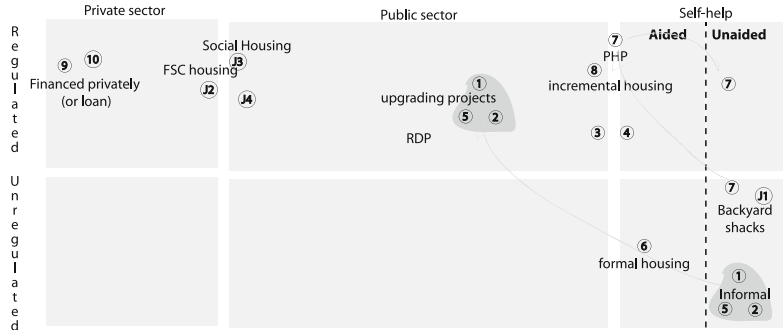 Private sector
Public sector
Self-help
Aided
Unaided
Regulated
Unregulated
9
10
Financed privately
(or loan)
Social Housing
J3
FSC housing
J2
J4
1
upgrading projects
5
2
RDP
7
PHP
8
incremental housing
3
4
7
7
J1
Backyard
shacks
6
formal housing
1
Informal
5
2